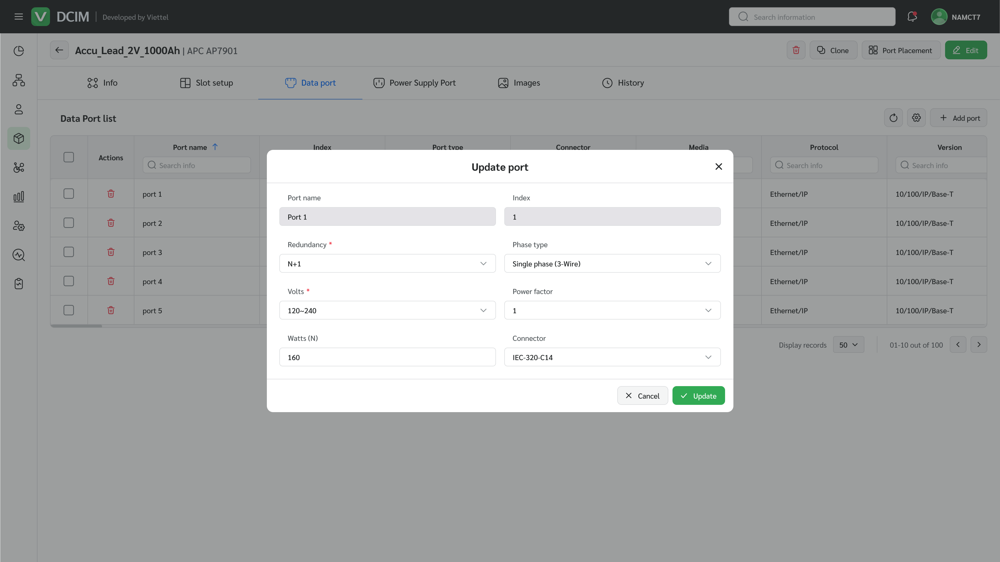 DCIM
Developed by Viettel
Search information
NAMCT7
Accu_Lead_2V_1000Ah | APC AP7901
Clone
Port Placement
Edit
Info
Slot setup
Data port
Power Supply Port
Images
History
Data Port list
Add port
Actions
Port name
Index
Port type
Connector
Media
Protocol
Version
Search info
Search info
Search info
port 1
Ethernet/IP
10/100/IP/Base-T
port 2
Ethernet/IP
10/100/IP/Base-T
port 3
Ethernet/IP
10/100/IP/Base-T
port 4
Ethernet/IP
10/100/IP/Base-T
port 5
Ethernet/IP
10/100/IP/Base-T
Display records
50
01-10 out of 100
Update port
Port name
Index
Port 1
1
Redundancy *
Phase type
N+1
Single phase (3-Wire)
Volts *
Power factor
120~240
1
Watts (N)
Connector
160
IEC-320-C14
Cancel
Update